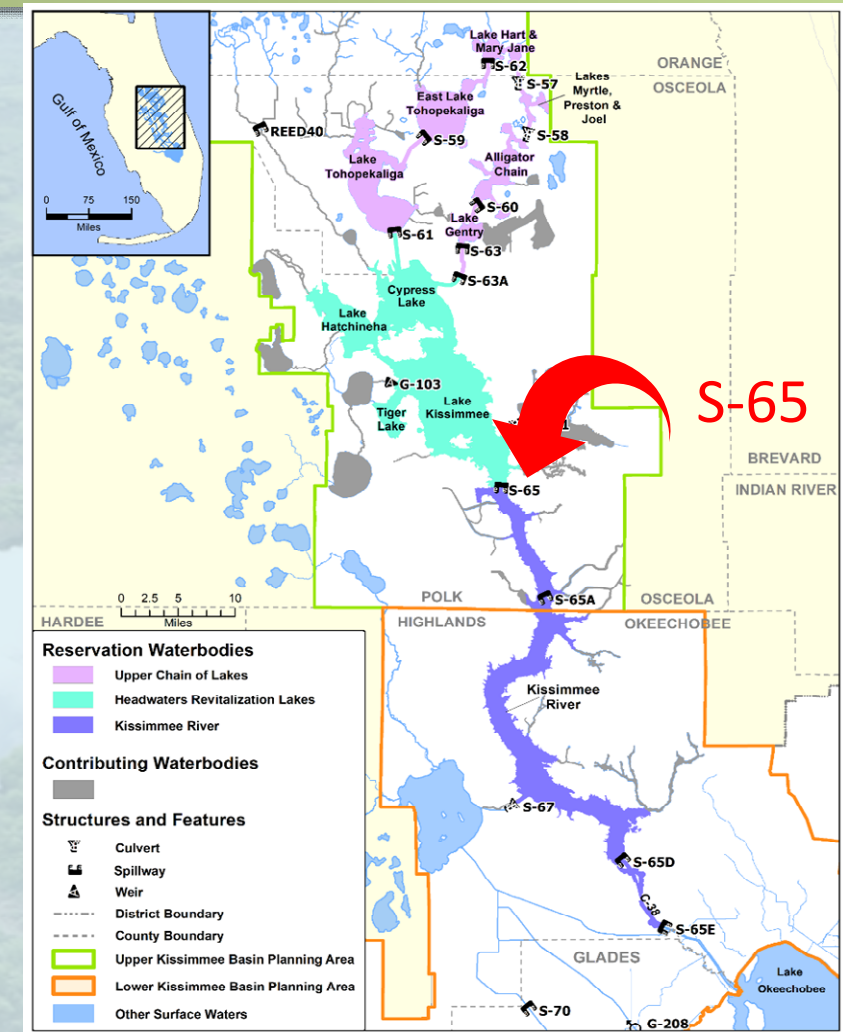 Lake Hart &
Mary Jane
S-62
ORANGE
OSCEOLA
S-57
Lakes
Myrtle,
Preston &
Joel
East Lake
Tohopekaliga
REED40
S-59
S-58
Gulf of Mexico
Lake
Tohopekaliga
Alligator
Chain
0 75 150
Miles
S-60
Lake
Gentry
S-61
S-63
S-63A
Cypress
Lake
Lake
Hatchineha
G-103
Lake
Kissimmee
Tiger
Lake
S-65
1
BREVARD
INDIAN RIVER
S-65
0 2.5 5 10
Miles
POLK
S-65A
OSCEOLA
HARDEE
HIGHLANDS
OKEECHOBEE
Reservation Waterbodies
Upper Chain of Lakes
Headwaters Revitalization Lakes
Kissimmee River
Contributing Waterbodies
Structures and Features
Culvert
Spillway
Weir
District Boundary
County Boundary
Upper Kissimmee Basin Planning Area
Lower Kissimmee Basin Planning Area
Other Surface Waters
Kissimmee
River
S-67
S-65D
C-38
S-65E
GLADES
Lake
Okeechobee
S-70
G-208